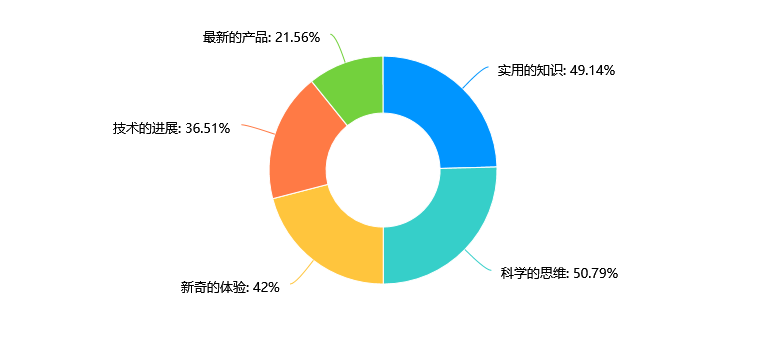 最新的产品: 21.56%
实用的知识: 49.14%
技术的进展: 36.51%
科学的思维: 50.79%
新奇的体验: 42%